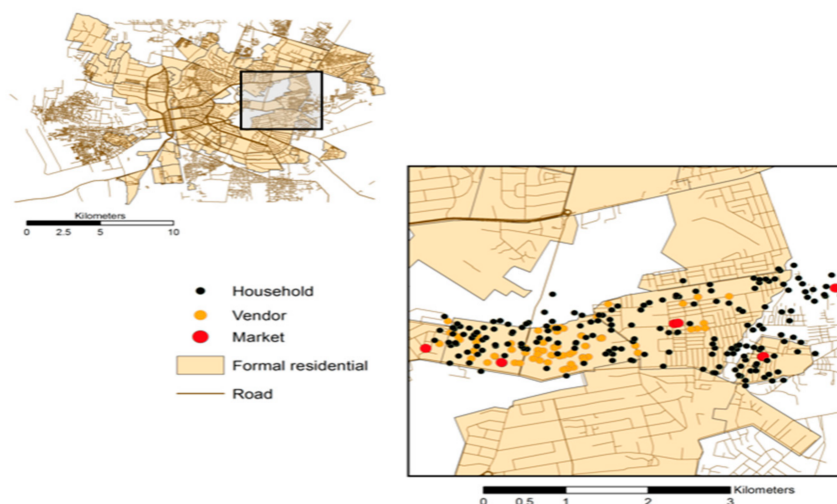 Kilometers
0 2.5 5 10
Household
Vendor
Market
Formal residential
Road
Kilometers
0 0.5 1 2 3